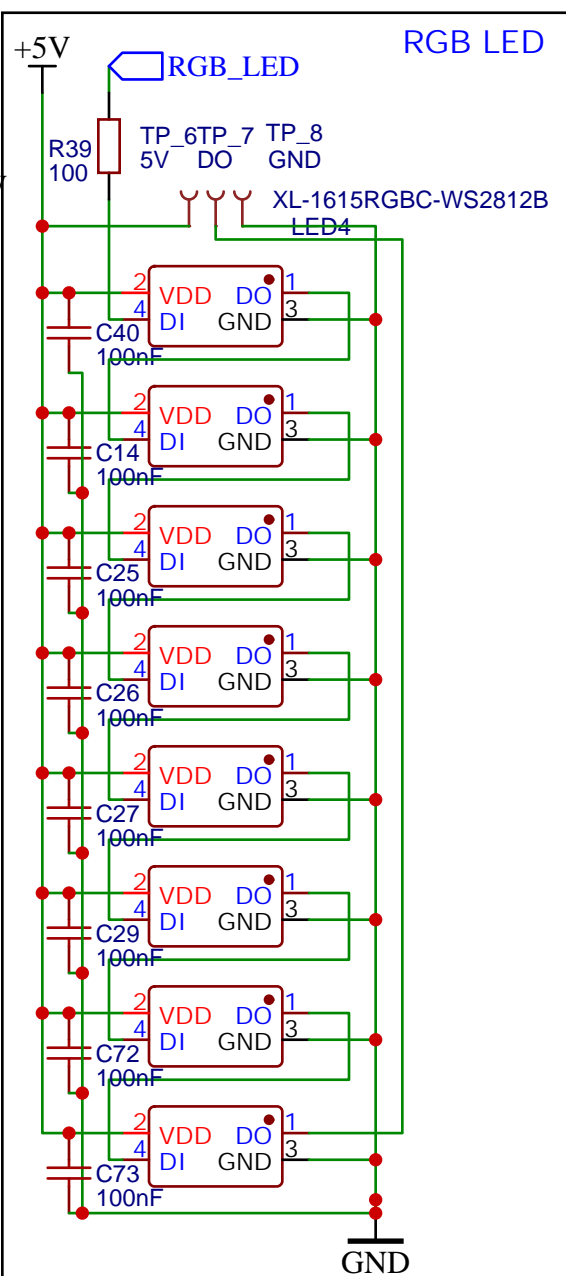 RGB LED
+5V
RGB_LED
R39
100
TP_6 TP_7 TP_8
5V DO GND
XL-1615RGBC-WS2812B
LED4
2 VDD DO 1
4 DI GND 3
C40
100nF
2 VDD DO 1
4 DI GND 3
C14
100nF
2 VDD DO 1
4 DI GND 3
C25
100nF
2 VDD DO 1
4 DI GND 3
C26
100nF
2 VDD DO 1
4 DI GND 3
C27
100nF
2 VDD DO 1
4 DI GND 3
C29
100nF
2 VDD DO 1
4 DI GND 3
C72
100nF
2 VDD DO 1
4 DI GND 3
C73
100nF
GND